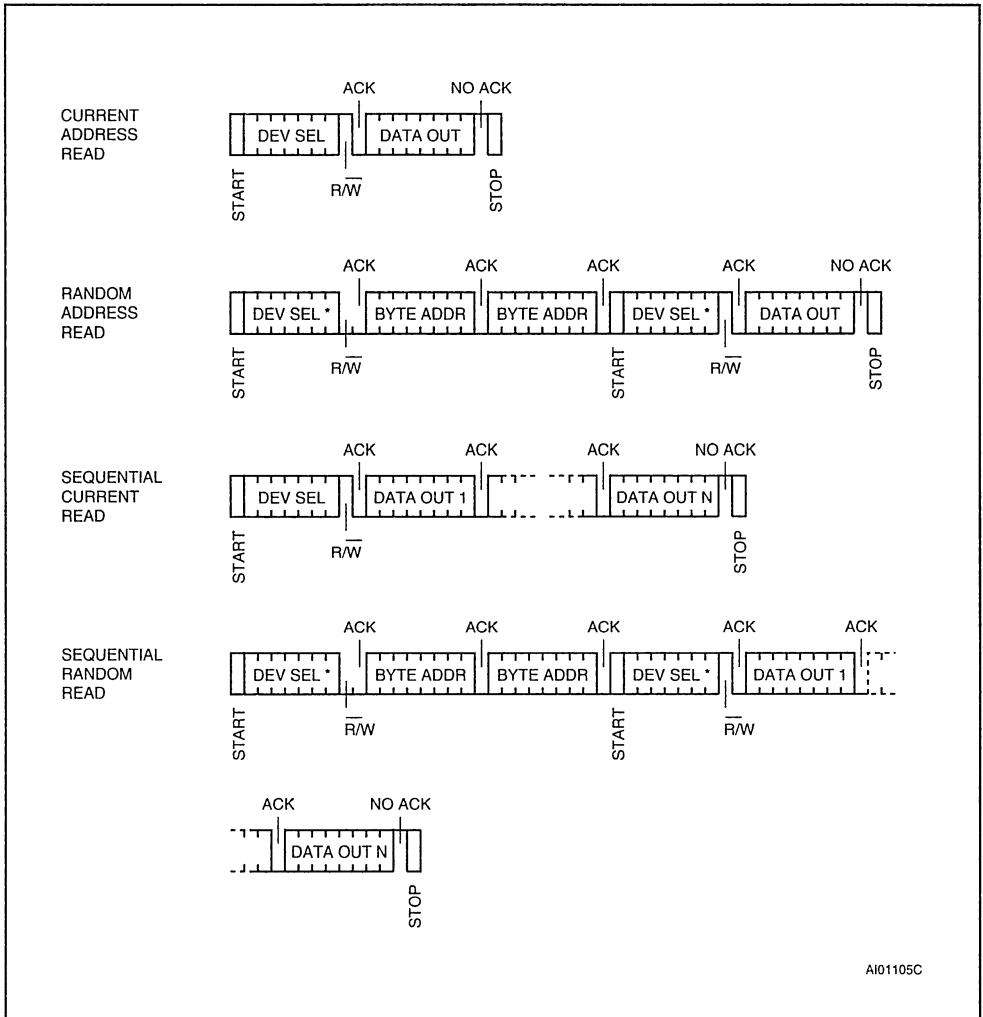 ACK NO ACK
CURRENT
ADDRESS
READ
DEV SEL DATA OUT
START R/W STOP
ACK ACK ACK ACK NO ACK
RANDOM
ADDRESS
READ
DEV SEL * BYTE ADDR BYTE ADDR DEV SEL * DATA OUT
START R/W START R/W STOP
ACK ACK ACK NO ACK
SEQUENTIAL
CURRENT
READ
DEV SEL DATA OUT 1 DATA OUT N
START R/W STOP
ACK ACK ACK ACK ACK
SEQUENTIAL
RANDOM
READ
DEV SEL * BYTE ADDR BYTE ADDR DEV SEL * DATA OUT 1
START R/W START R/W
ACK NO ACK
DATA OUT N
STOP
AI01105C